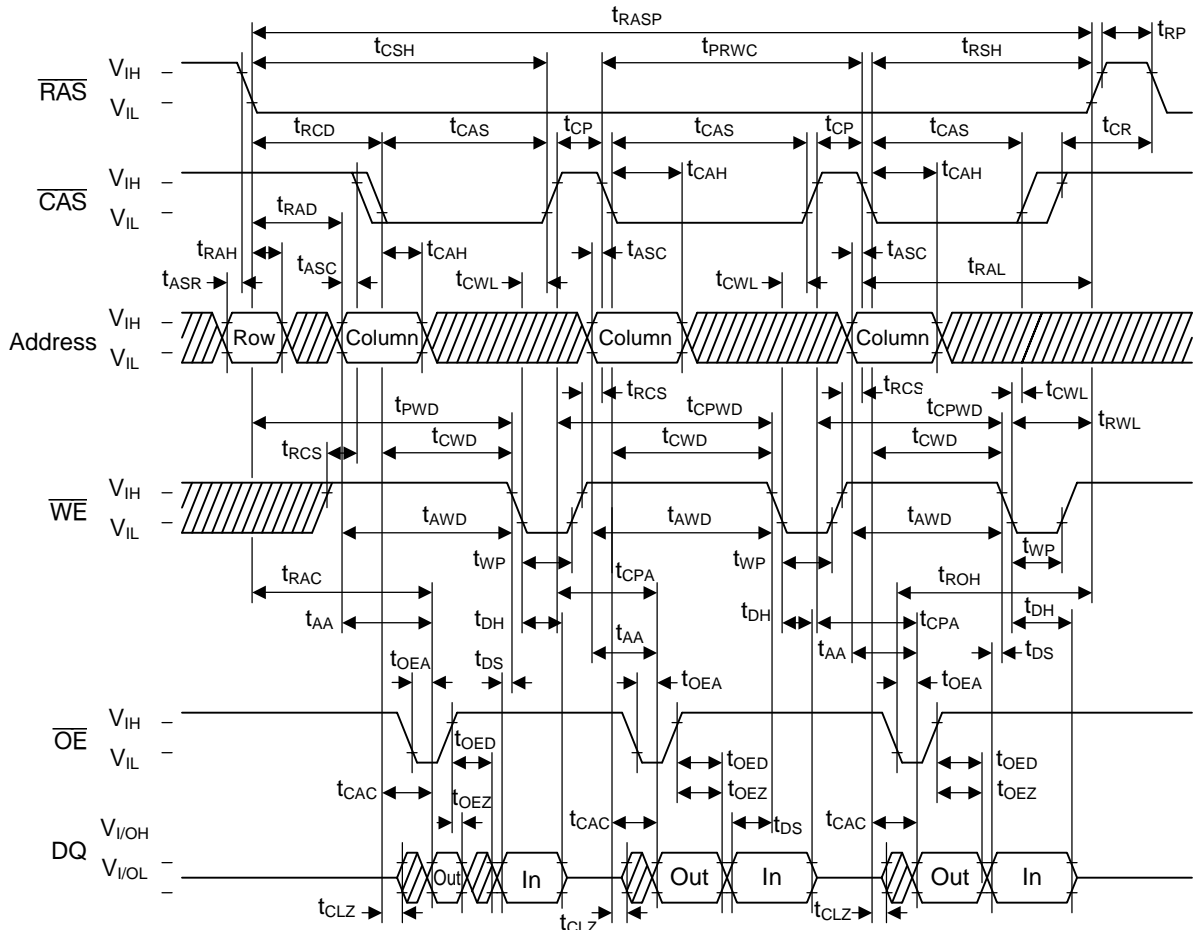 tRASP
tRP
tCSH tPRWC tRSH
RAS VIH
VIL
tRCD tCAS tCP tCAS tCP tCAS tCR
CAS VIH
VIL
tCAH tCAH
tRAD
tRAH tCAH tASC tASC
tASC
tASR tCWL tCWL tRAL
Address VIH
VIL
Row Column Column Column
tRCS tRCS tCWL
tPWD tCPWD tCPWD tRWL
tRCS tCWD tCWD tCWD
WE VIH
VIL
tAWD tAWD tAWD
tWP tWP tWP
tRAC tCPA tROH
tAA tDH tDH tCPA tDH
tAA tAA
tOEA tDS tOEA tOEA tDS
OE VIH
VIL
tOED tOED tOED
tCAC tOEZ tOEZ tOEZ
tCAC tDS tCAC
DQ VI/OH
VI/OL
Out In Out In Out In
tCLZ tCLZ tCLZ